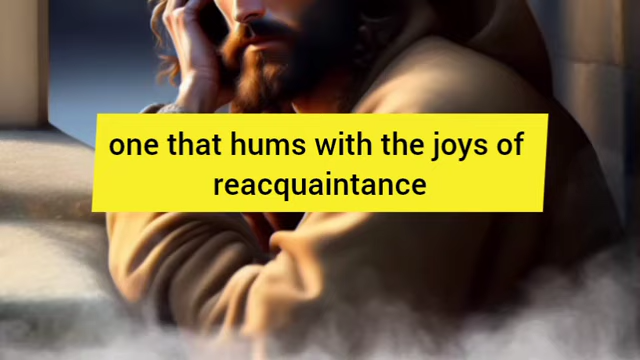 one that hums with the joys of
reacquaintance